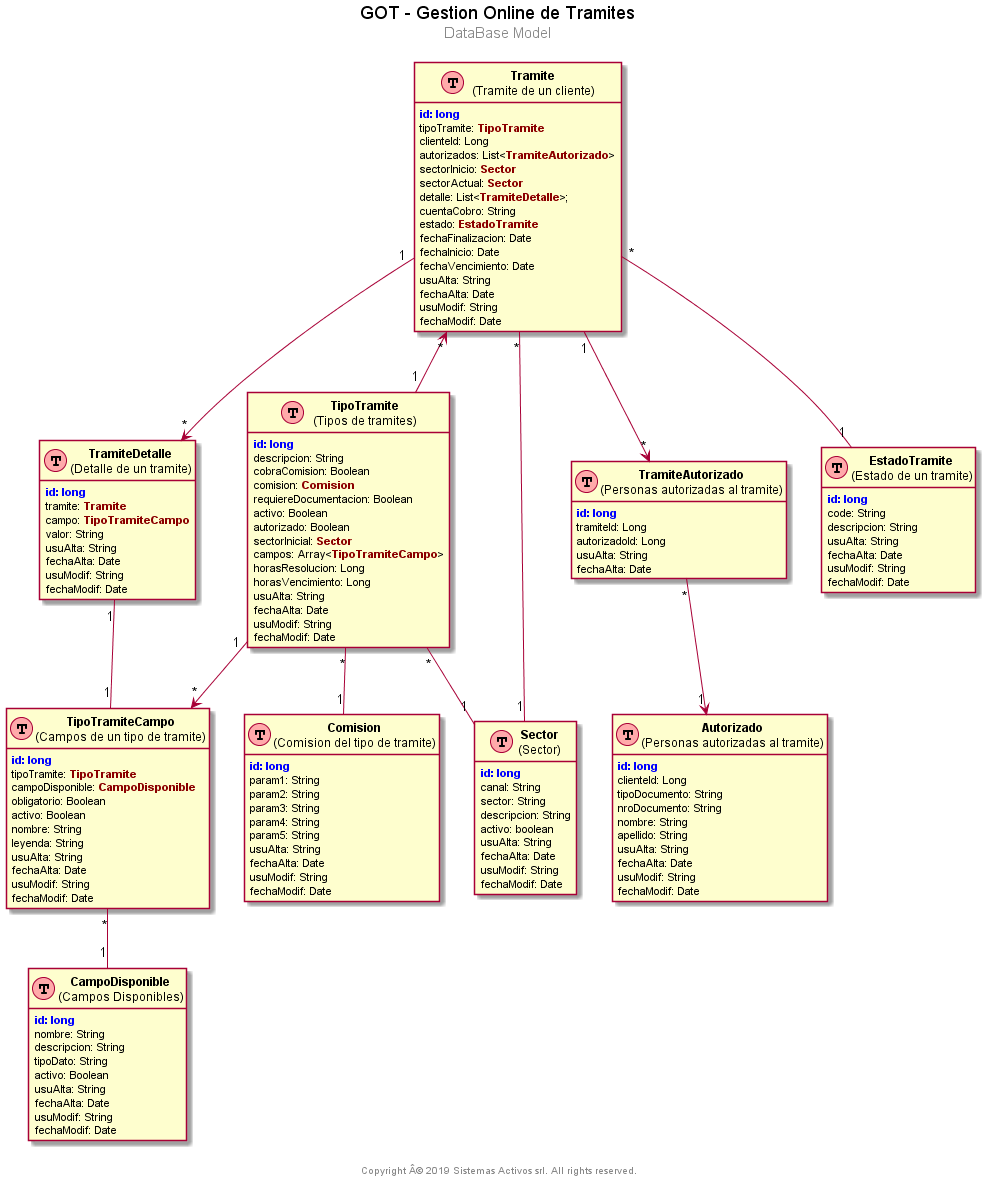 GOT - Gestion Online de Tramites
DataBase Model
T
Tramite
(Tramite de un cliente)
id: long
tipoTramite: TipoTramite
clienteId: Long
autorizados: List<TramiteAutorizado>
sectorInicio: Sector
sectorActual: Sector
detalle: List<TramiteDetalle>;
cuentaCobro: String
estado: EstadoTramite
fechaFinalizacion: Date
fechaInicio: Date
fechaVencimiento: Date
usuAlta: String
fechaAlta: Date
usuModif: String
fechaModif: Date
1
*
*
1
*
1
*
1
*
1
T
TramiteDetalle
(Detalle de un tramite)
id: long
tramite: Tramite
campo: TipoTramiteCampo
valor: String
usuAlta: String
fechaAlta: Date
usuModif: String
fechaModif: Date
T
TipoTramite
(Tipos de tramites)
id: long
descripcion: String
cobraComision: Boolean
comision: Comision
requiereDocumentacion: Boolean
activo: Boolean
autorizado: Boolean
sectorInicial: Sector
campos: Array<TipoTramiteCampo>
horasResolucion: Long
horasVencimiento: Long
usuAlta: String
fechaAlta: Date
usuModif: String
fechaModif: Date
T
TramiteAutorizado
(Personas autorizadas al tramite)
id: long
tramiteId: Long
autorizadoId: Long
usuAlta: String
fechaAlta: Date
T
EstadoTramite
(Estado de un tramite)
id: long
code: String
descripcion: String
usuAlta: String
fechaAlta: Date
usuModif: String
fechaModif: Date
1
1
1
*
*
1
*
1
*
1
T
TipoTramiteCampo
(Campos de un tipo de tramite)
id: long
tipoTramite: TipoTramite
campoDisponible: CampoDisponible
obligatorio: Boolean
activo: Boolean
nombre: String
leyenda: String
usuAlta: String
fechaAlta: Date
usuModif: String
fechaModif: Date
T
Comision
(Comision del tipo de tramite)
id: long
param1: String
param2: String
param3: String
param4: String
param5: String
usuAlta: String
fechaAlta: Date
usuModif: String
fechaModif: Date
T
Sector
(Sector)
id: long
canal: String
sector: String
descripcion: String
activo: boolean
usuAlta: String
fechaAlta: Date
usuModif: String
fechaModif: Date
T
Autorizado
(Personas autorizadas al tramite)
id: long
clienteId: Long
tipoDocumento: String
nroDocumento: String
nombre: String
apellido: String
usuAlta: String
fechaAlta: Date
usuModif: String
fechaModif: Date
*
1
T
CampoDisponible
(Campos Disponibles)
id: long
nombre: String
descripcion: String
tipoDato: String
activo: Boolean
usuAlta: String
fechaAlta: Date
usuModif: String
fechaModif: Date
Copyright Â© 2019 Sistemas Activos srl. All rights reserved.